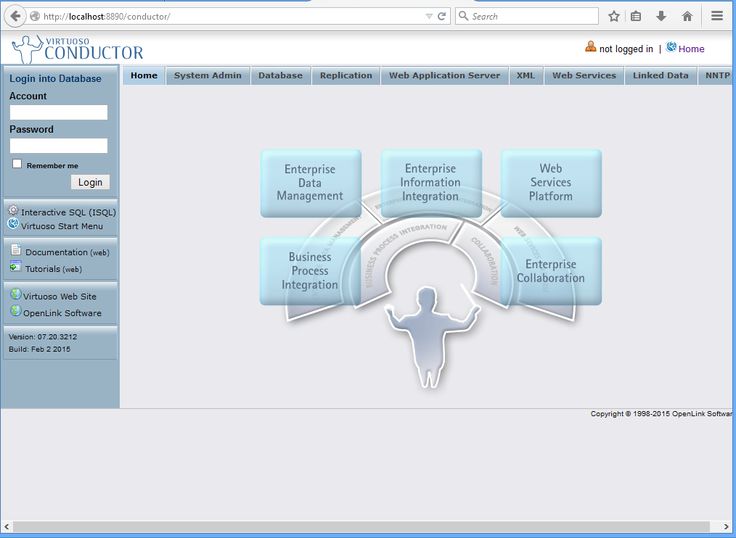 http://localhost:8890/conductor/
Search
VIRTUOSO
CONDUCTOR
not logged in | Home
Login into Database
Home
System Admin
Database
Replication
Web Application Server
XML
Web Services
Linked Data
NNTP
Account
Password
Remember me
Login
Interactive SQL (ISQL)
Virtuoso Start Menu
Documentation (web)
Tutorials (web)
Virtuoso Web Site
OpenLink Software
Version: 07.20.3212
Build: Feb 2 2015
Enterprise
Data
Management
Enterprise
Information
Integration
Web
Services
Platform
Business
Process
Integration
Enterprise
Collaboration
BUSINESS PROCESS INTEGRATION
COLLABORATION
Copyright © 1998-2015 OpenLink Softwar